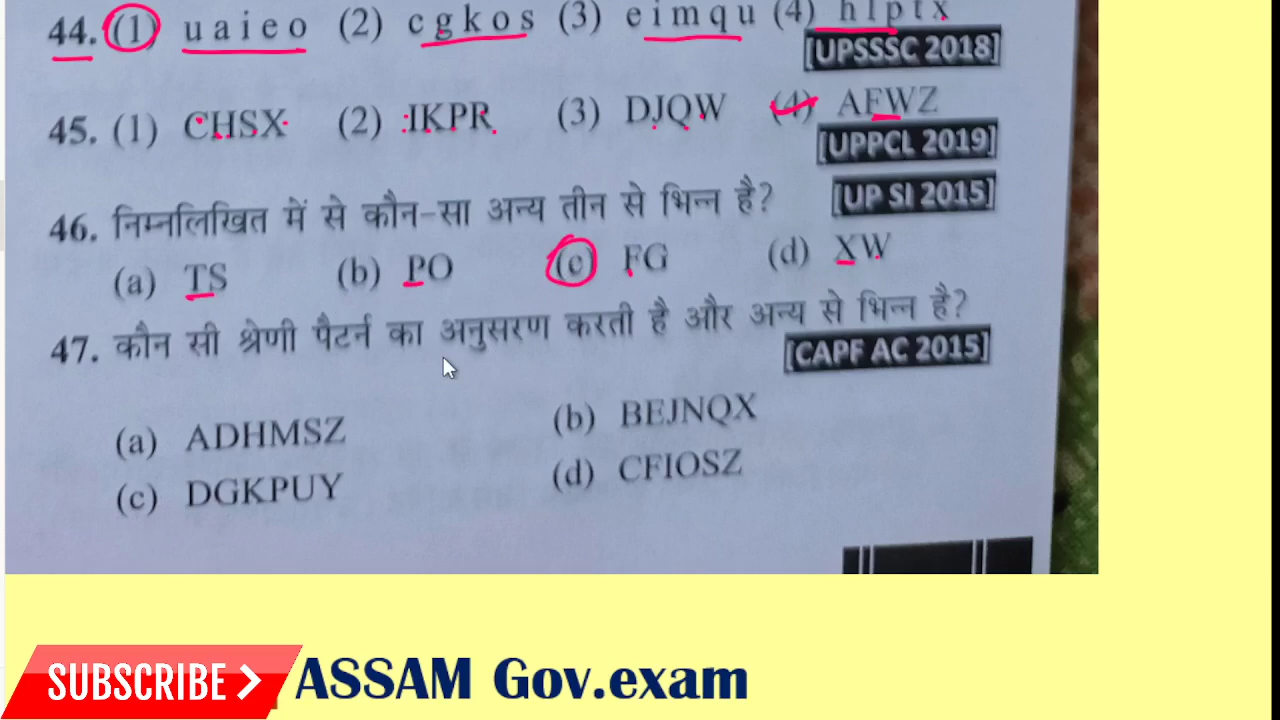 44. (1) u a i e o (2) c g k o s (3) e i m q u (4) h l p t x
[UPSSSC 2018]
45. (1) CHSX (2) IKPR (3) DJQW (4) AFWZ
[UPPCL 2019]
46. निम्नलिखित में से कौन-सा अन्य तीन से भिन्न है? [UP SI 2015]
(a) TS (b) PO (c) FG (d) XW
47. कौन सी श्रेणी पैटर्न का अनुसरण करती है और अन्य से भिन्न है?
[CAPF AC 2015]
(a) ADHMSZ (b) BEJNQX
(c) DGKPUY (d) CFIOSZ
SUBSCRIBE ASSAM Gov.exam